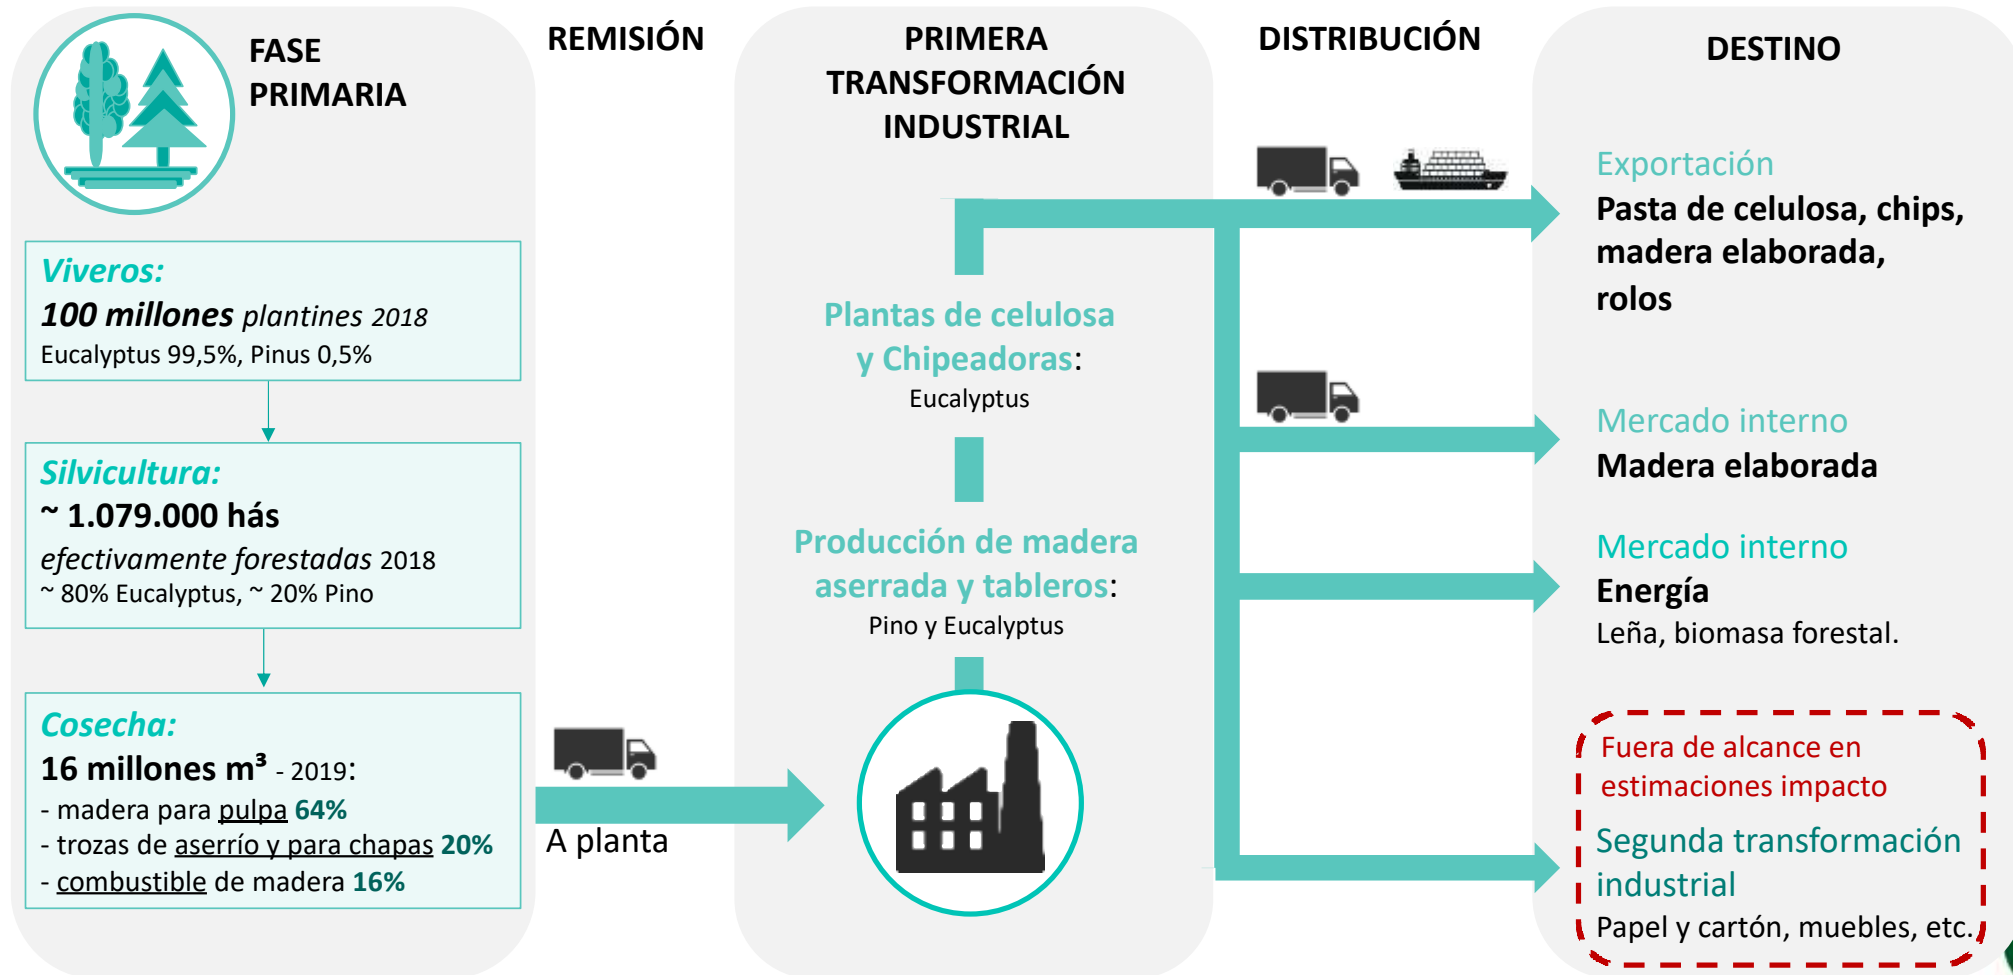 FASE
PRIMARIA
Viveros:
100 millones plantines 2018
Eucalyptus 99,5%, Pinus 0,5%
Silvicultura:
~ 1.079.000 hás
efectivamente forestadas 2018
~ 80% Eucalyptus, ~ 20% Pino
Cosecha:
16 millones m³ - 2019:
- madera para pulpa 64%
- trozas de aserrío y para chapas 20%
- combustible de madera 16%
REMISIÓN
A planta
PRIMERA
TRANSFORMACIÓN
INDUSTRIAL
Plantas de celulosa
y Chipeadoras:
Eucalyptus
Producción de madera
aserrada y tableros:
Pino y Eucalyptus
DISTRIBUCIÓN
DESTINO
Exportación
Pasta de celulosa, chips,
madera elaborada,
rolos
Mercado interno
Madera elaborada
Mercado interno
Energía
Leña, biomasa forestal.
Fuera de alcance en
estimaciones impacto
Segunda transformación
industrial
Papel y cartón, muebles, etc.